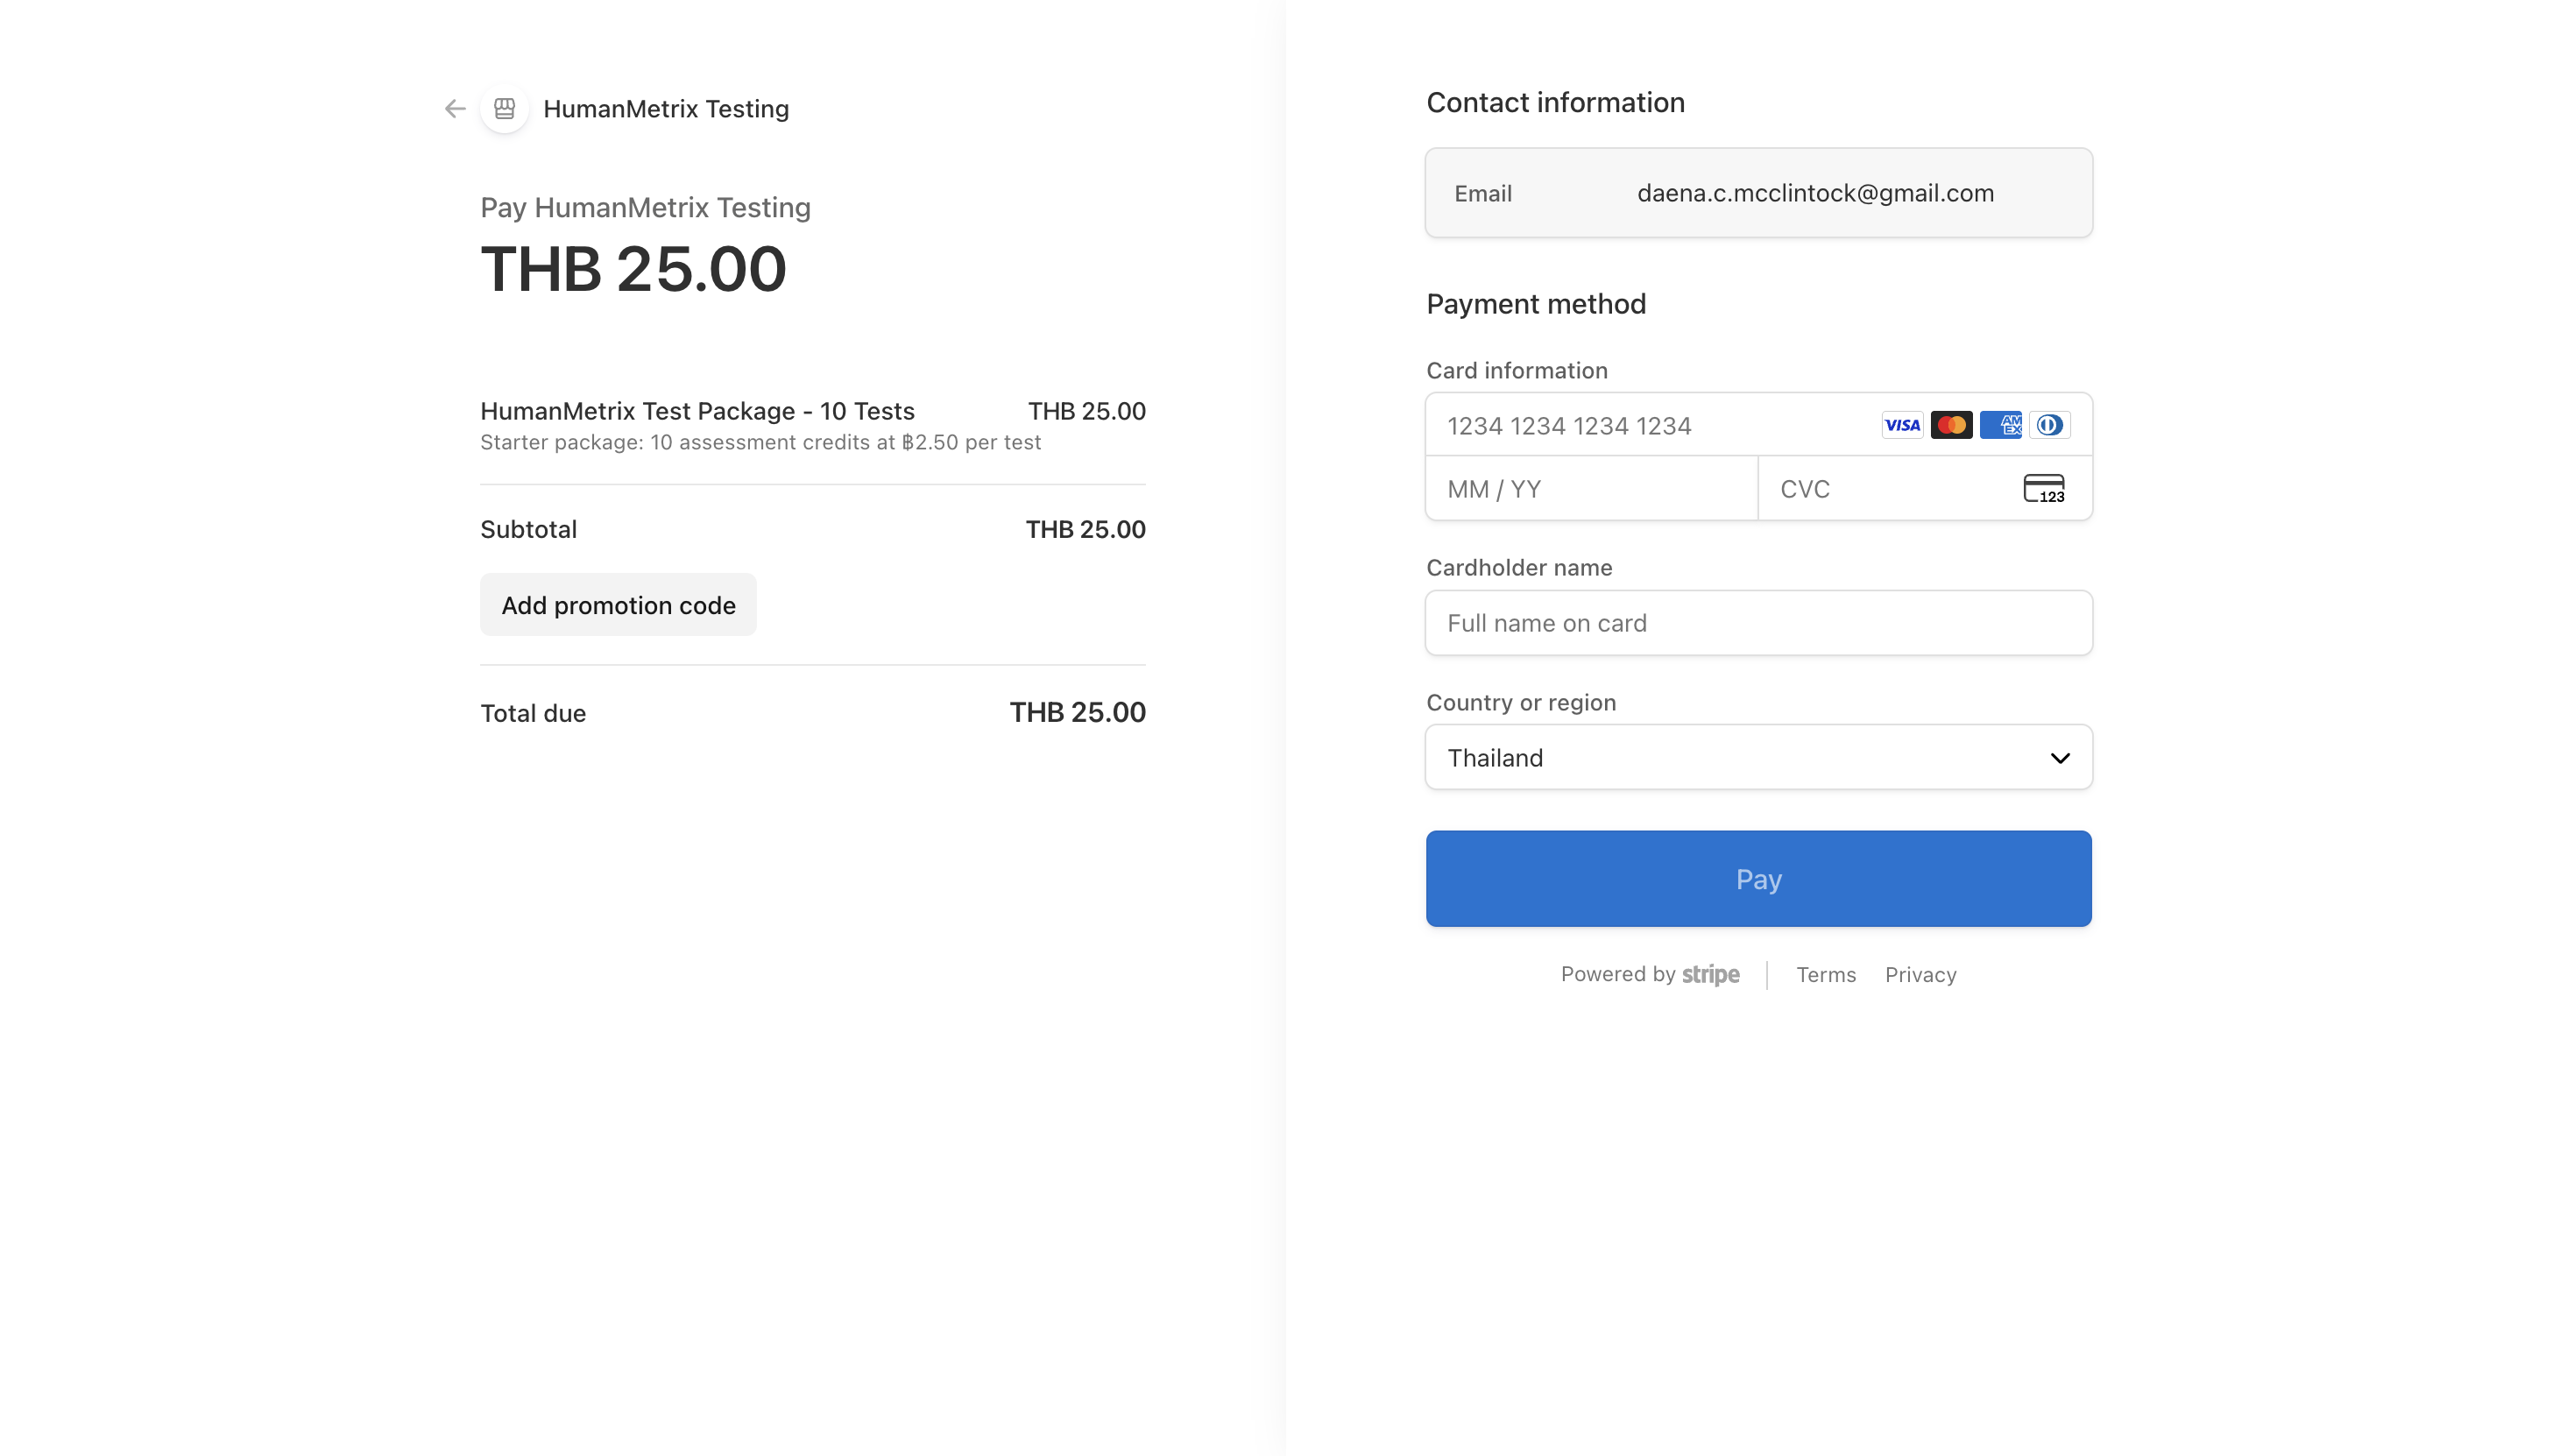 HumanMetrix Testing
Pay HumanMetrix Testing
THB 25.00
HumanMetrix Test Package - 10 Tests THB 25.00
Starter package: 10 assessment credits at ฿2.50 per test
Subtotal THB 25.00
Add promotion code
Total due THB 25.00
Contact information
Email daena.c.mcclintock@gmail.com
Payment method
Card information
1234 1234 1234 1234 VISA AMEX
MM / YY CVC 123
Cardholder name
Full name on card
Country or region
Thailand
Pay
Powered by stripe Terms Privacy